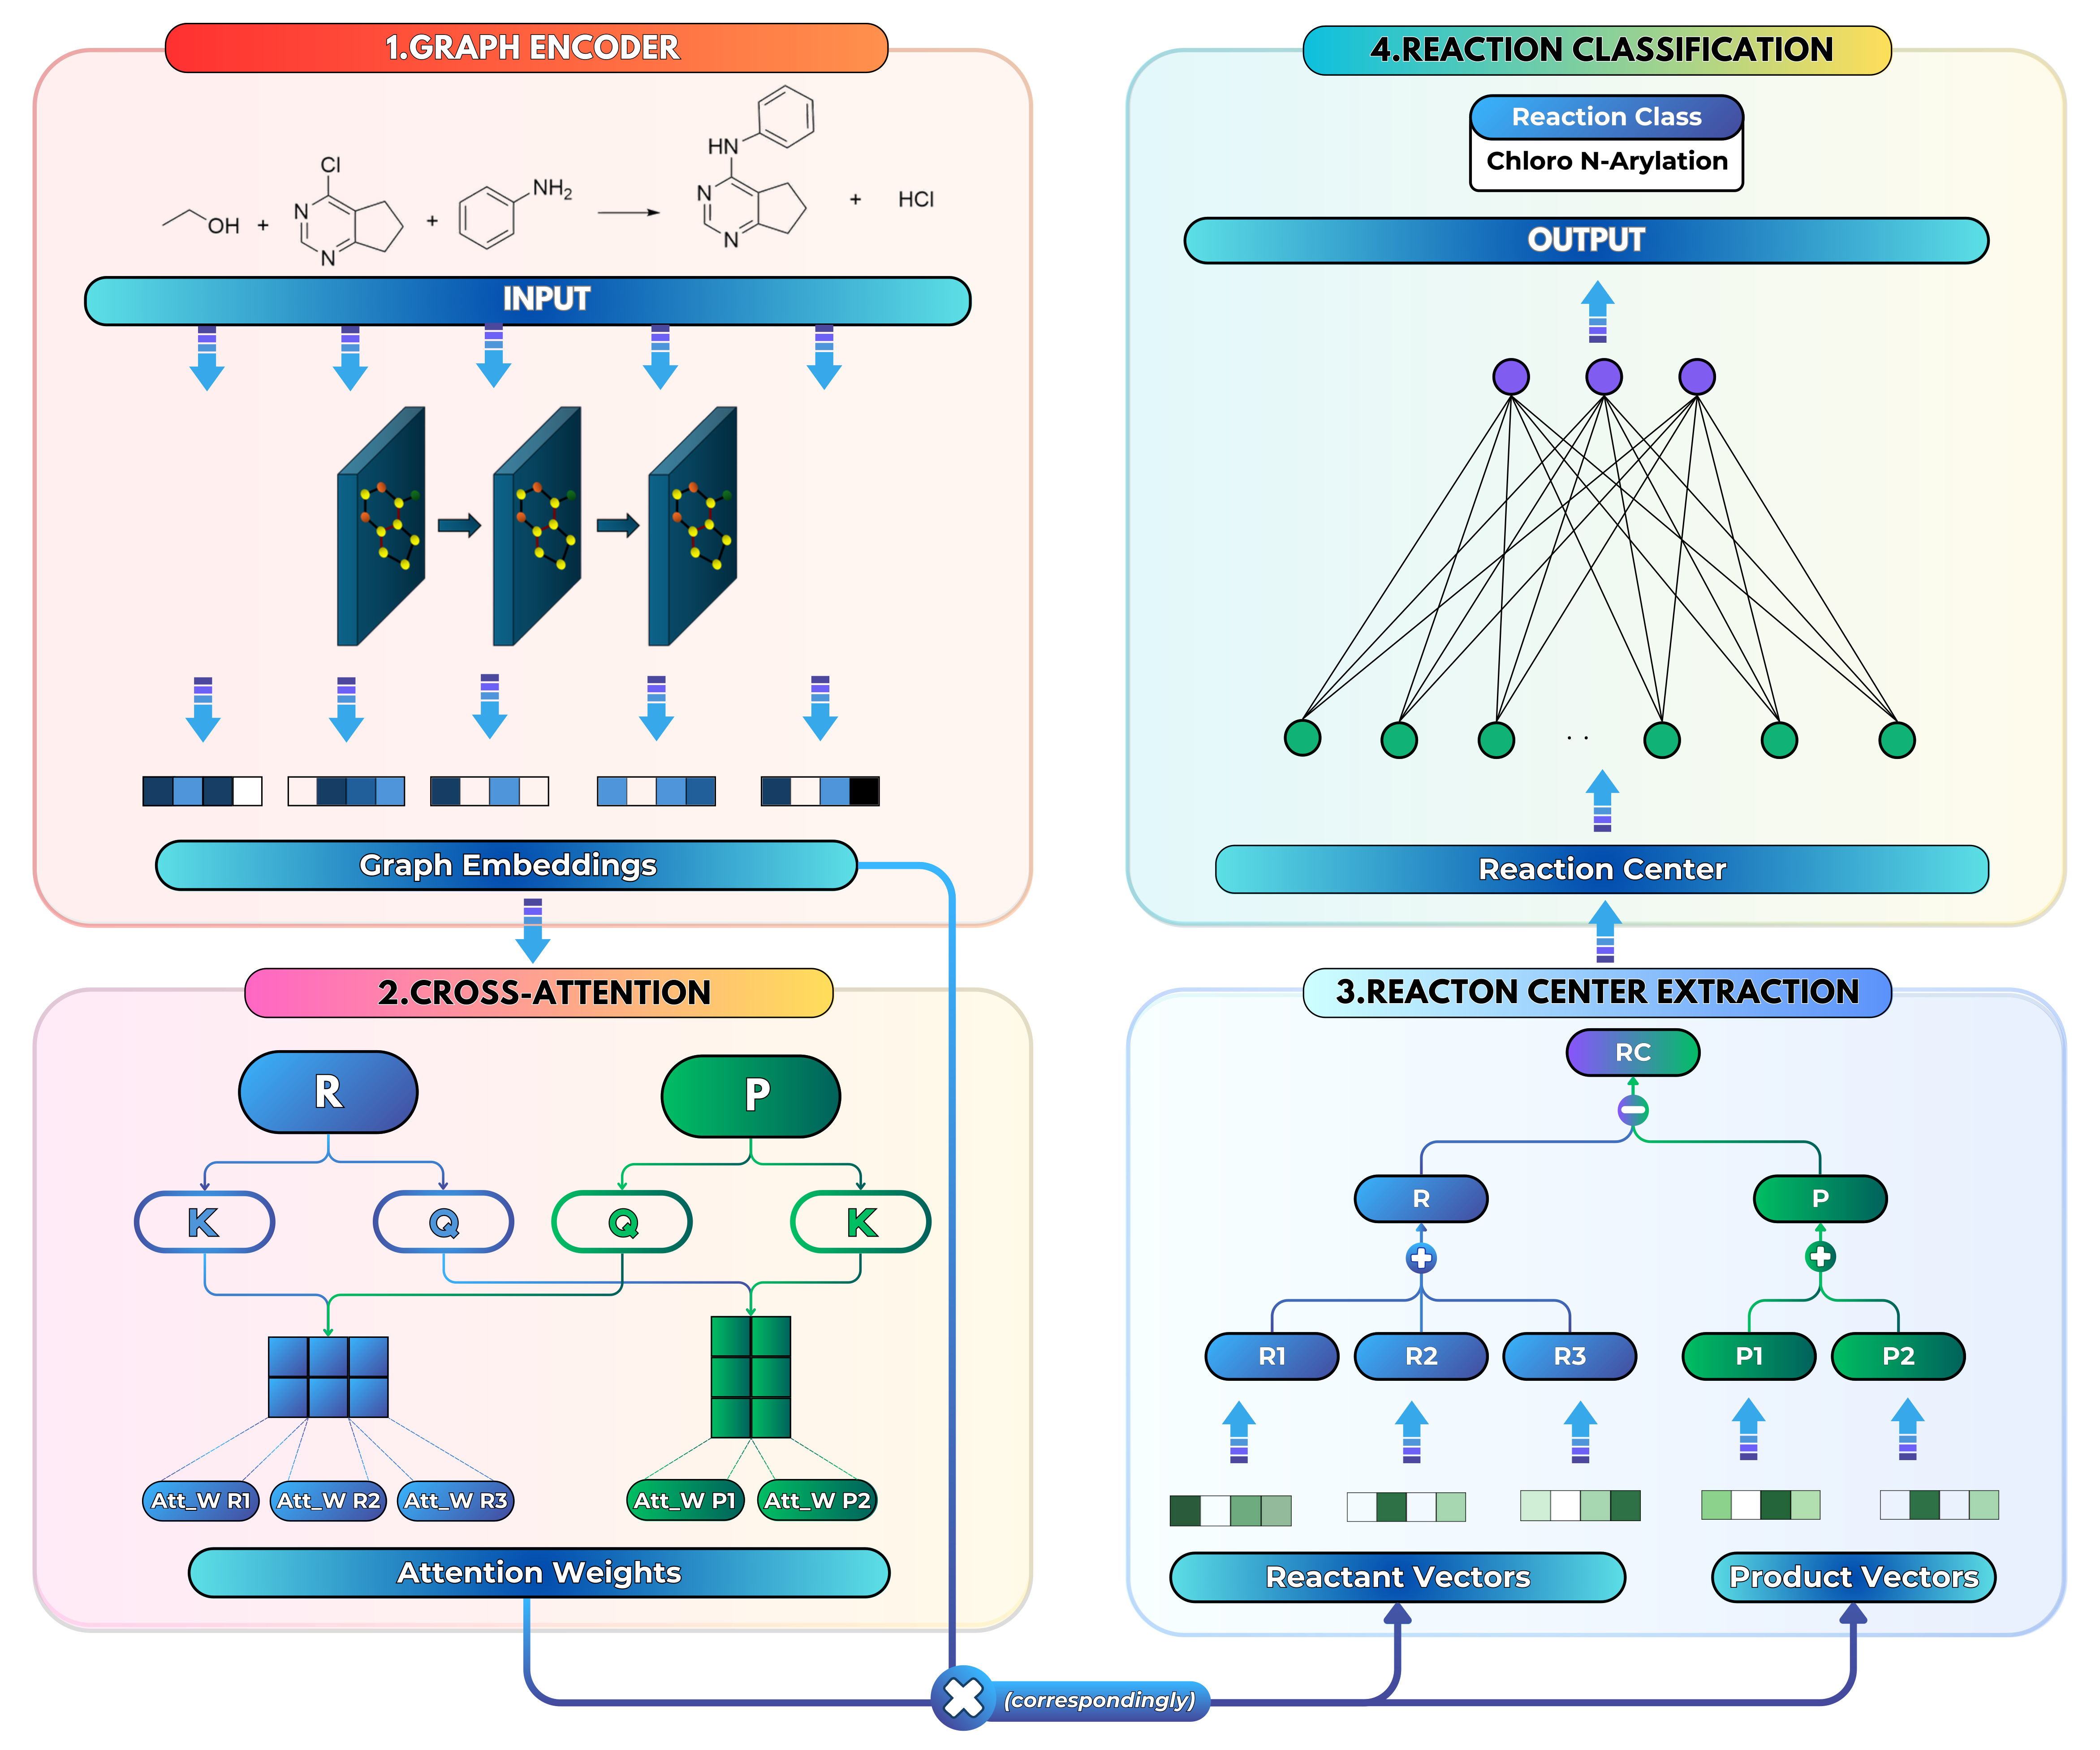 1.GRAPH ENCODER
Cl
N
N
OH
+
+
NH2
HN
N
N
+
HCl
INPUT
Graph Embeddings
2.CROSS-ATTENTION
R
P
K
Q
Q
K
Att_W R1
Att_W R2
Att_W R3
Att_W P1
Att_W P2
Attention Weights
(correspondingly)
3.REACTON CENTER EXTRACTION
RC
R
P
R1
R2
R3
P1
P2
Reactant Vectors
Product Vectors
4.REACTION CLASSIFICATION
Reaction Class
Chloro N-Arylation
OUTPUT
. .
Reaction Center